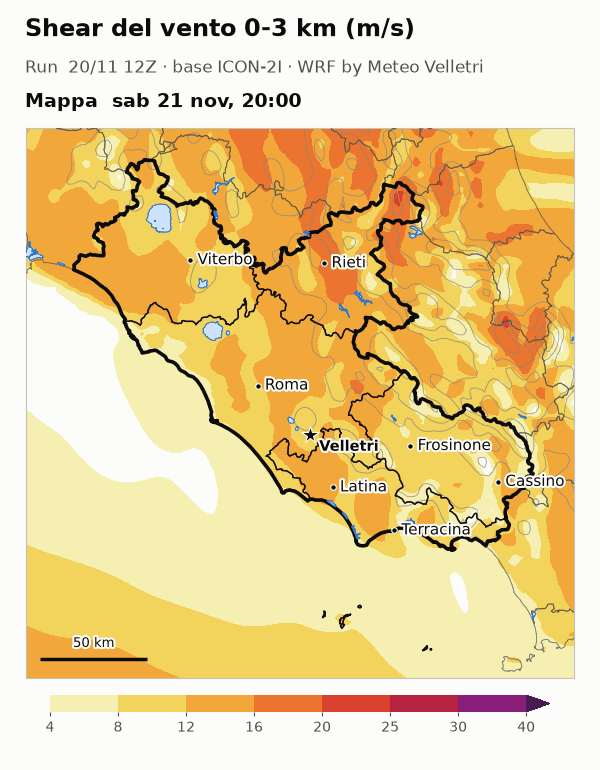 Shear del vento 0-3 km (m/s)
Run  20/11 12Z · base ICON-2I · WRF by Meteo Velletri
Mappa  sab 21 nov, 20:00
Viterbo
Rieti
Roma
Velletri
Frosinone
Cassino
Latina
Terracina
50 km
4 8 12 16 20 25 30 40